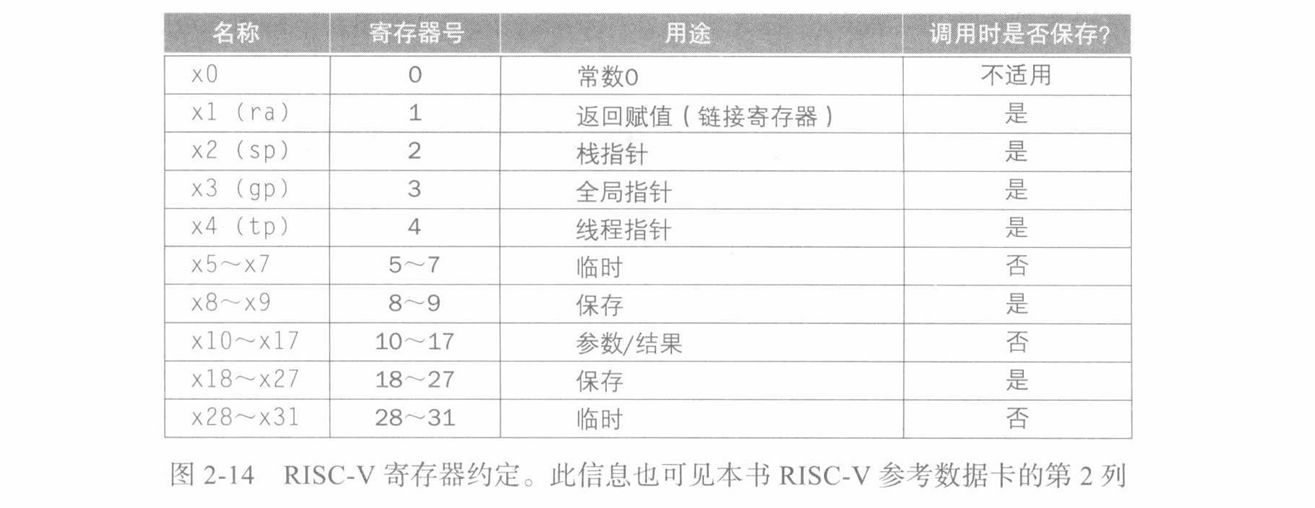 名称 寄存器号 用途 调用时是否保存?
x0 0 常数0 不适用
x1 (ra) 1 返回赋值（链接寄存器） 是
x2 (sp) 2 栈指针 是
x3 (gp) 3 全局指针 是
x4 (tp) 4 线程指针 是
x5～x7 5～7 临时 否
x8～x9 8～9 保存 是
x10～x17 10～17 参数/结果 否
x18～x27 18～27 保存 是
x28～x31 28～31 临时 否
图 2-14 RISC-V 寄存器约定。此信息也可见本书 RISC-V 参考数据卡的第 2 列